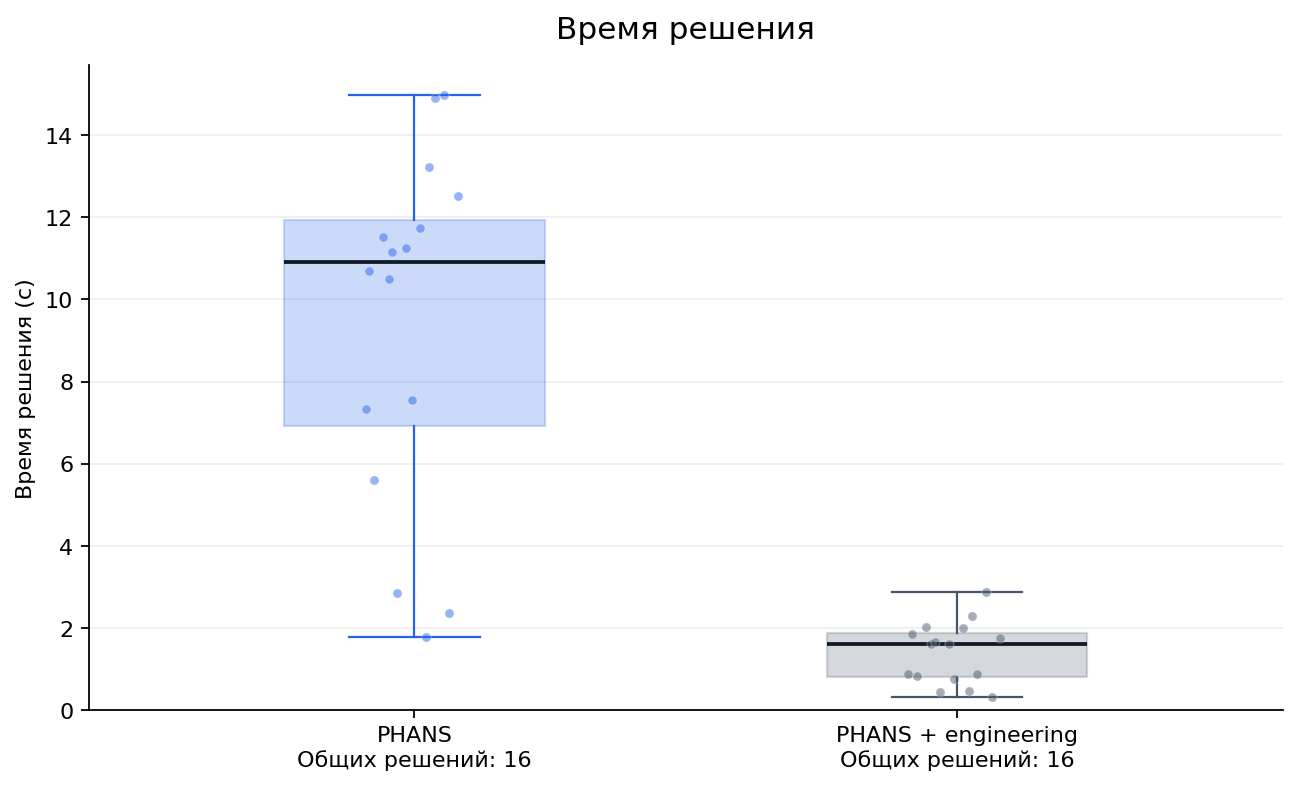 Время решения
Время решения (с)
14
12
10
8
6
4
2
0
PHANS
Общих решений: 16
PHANS + engineering
Общих решений: 16